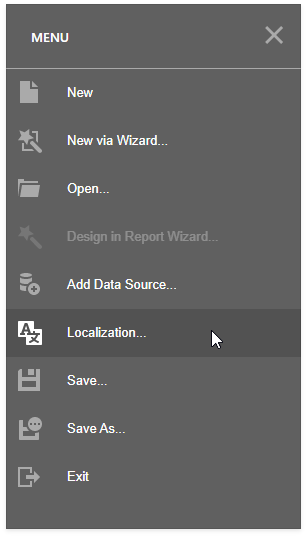 MENU
New
New via Wizard...
Open...
Design in Report Wizard...
Add Data Source...
Localization...
Save...
Save As...
Exit